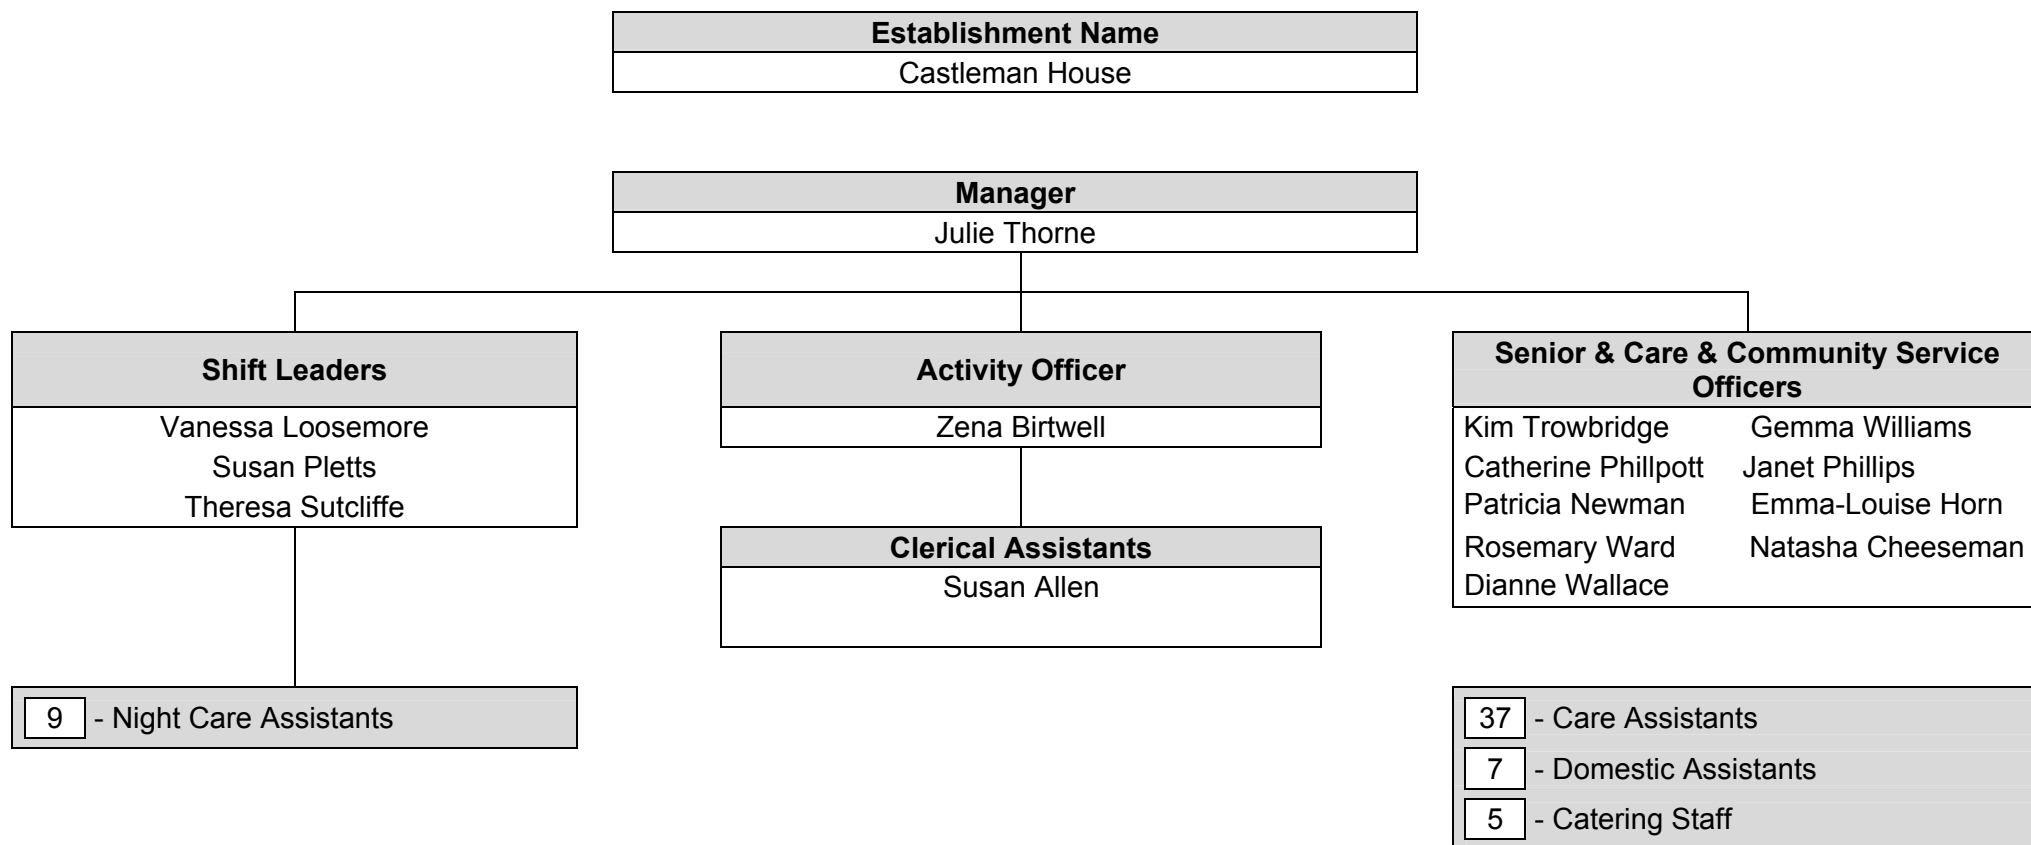 Establishment Name
Castleman House
Manager
Julie Thorne
Shift Leaders
Vanessa Loosemore
Susan Pletts
Theresa Sutcliffe
Activity Officer
Zena Birtwell
Senior & Care & Community Service
Officers
Kim Trowbridge Gemma Williams
Catherine Phillpott Janet Phillips
Patricia Newman Emma-Louise Horn
Rosemary Ward Natasha Cheeseman
Dianne Wallace
Clerical Assistants
Susan Allen
9 - Night Care Assistants
37 - Care Assistants
7 - Domestic Assistants
5 - Catering Staff